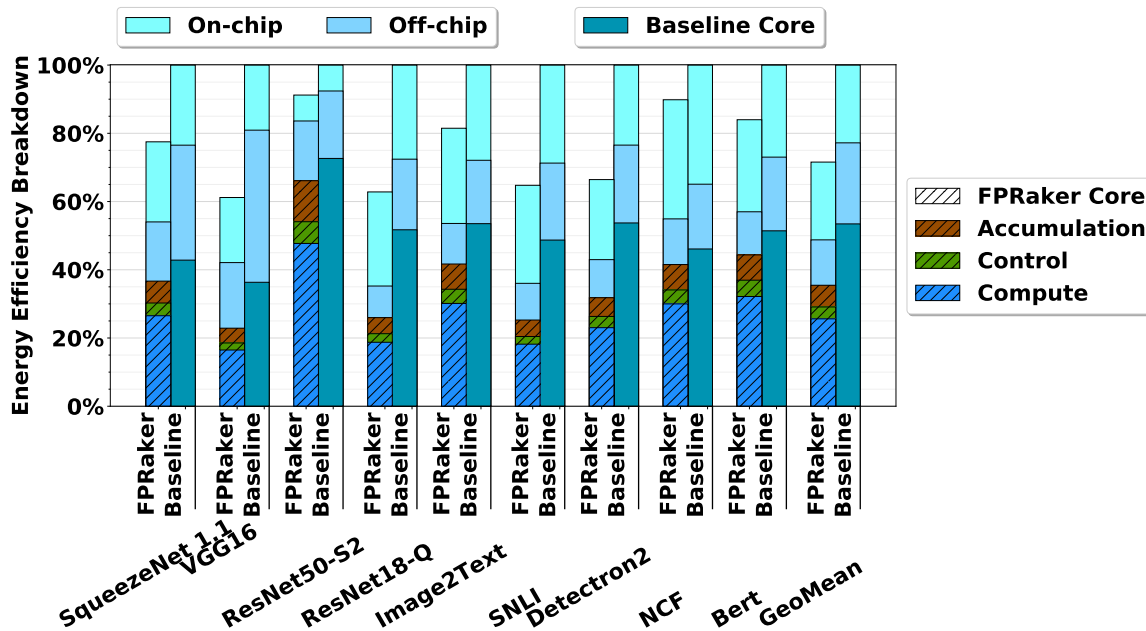 On-chip
Off-chip
Baseline Core
Energy Efficiency Breakdown
100%
80%
60%
40%
20%
0%
FPRaker Core
Accumulation
Control
Compute
FPRaker
Baseline
FPRaker
Baseline
FPRaker
Baseline
FPRaker
Baseline
FPRaker
Baseline
FPRaker
Baseline
FPRaker
Baseline
FPRaker
Baseline
FPRaker
Baseline
FPRaker
Baseline
SqueezeNet 1.1
VGG16
ResNet50-S2
ResNet18-Q
Image2Text
SNLI
Detectron2
NCF
Bert
GeoMean